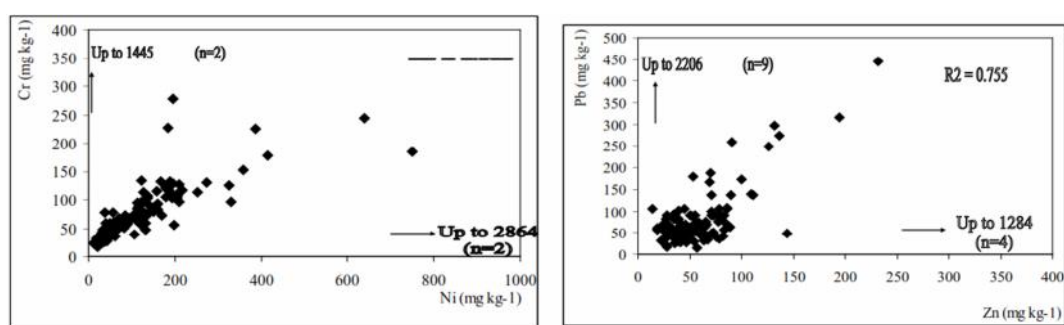 Cr (mg kg-1)
400
350
300
250
200
150
100
50
0
Up to 1445 (n=2)
Up to 2864
(n=2)
0 200 400 600 800 1000
Ni (mg kg-1)
Pb (mg kg-1)
500
450
400
350
300
250
200
150
100
50
0
Up to 2206 (n=9)
R2 = 0.755
Up to 1284
(n=4)
0 50 100 150 200 250 300 350 400
Zn (mg kg-1)